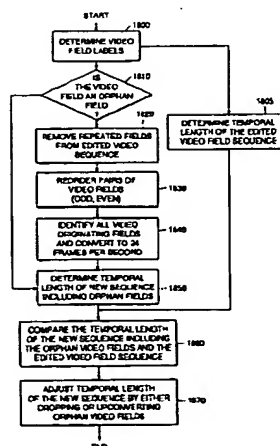 START
1800
DETERMINE VIDEO
FIELD LABELS
1810
IS
THE VIDEO
FIELD AN ORPHAN
FIELD
?
1820
REMOVE REPEATED FIELDS
FROM EDITED VIDEO
SEQUENCE
1805
DETERMINE TEMPORAL
LENGTH OF THE EDITED
VIDEO FIELD SEQUENCE
REORDER PAIRS OF
VIDEO FIELDS
(ODD, EVEN)
1830
IDENTIFY ALL VIDEO
ORIGINATING FIELDS
AND CONVERT TO 24
FRAMES PER SECOND
1840
DETERMINE TEMPORAL
LENGTH OF NEW SEQUENCE
INCLUDING ORPHAN FIELDS
1850
COMPARE THE TEMPORAL LENGTH
OF THE NEW SEQUENCE INCLUDING
THE ORPHAN VIDEO FIELDS AND THE
EDITED VIDEO FIELD SEQUENCE
1860
ADJUST TEMPORAL LENGTH
OF THE NEW SEQUENCE BY EITHER
DROPPING OR UPCONVERTING
ORPHAN VIDEO FIELDS
1870
END